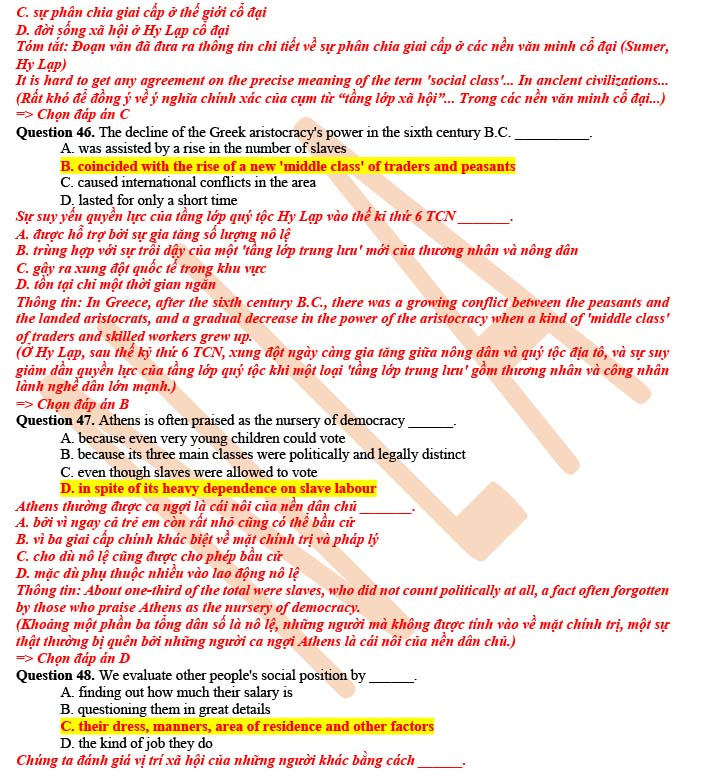 C. sự phân chia giai cấp ở thế giới cổ đại
D. đời sống xã hội ở Hy Lạp cổ đại
Tóm tắt: Đoạn văn đã đưa ra thông tin chi tiết về sự phân chia giai cấp ở các nền văn minh cổ đại (Sumer,
Hy Lạp)
It is hard to get any agreement on the precise meaning of the term 'social class'... In anclent civilizations...
(Rất khó để đồng ý về ý nghĩa chính xác của cụm từ “tầng lớp xã hội”... Trong các nền văn minh cổ đại...)
=> Chọn đáp án C
Question 46. The decline of the Greek aristocracy's power in the sixth century B.C. __________.
A. was assisted by a rise in the number of slaves
B. coincided with the rise of a new 'middle class' of traders and peasants
C. caused international conflicts in the area
D. lasted for only a short time
Sự suy yếu quyền lực của tầng lớp quý tộc Hy Lạp vào thế kỉ thứ 6 TCN _______.
A. được hỗ trợ bởi sự gia tăng số lượng nô lệ
B. trùng hợp với sự trỗi dậy của một 'tầng lớp trung lưu' mới của thương nhân và nông dân
C. gây ra xung đột quốc tế trong khu vực
D. tồn tại chỉ một thời gian ngắn
Thông tin: In Greece, after the sixth century B.C., there was a growing conflict between the peasants and
the landed aristocrats, and a gradual decrease in the power of the aristocracy when a kind of 'middle class'
of traders and skilled workers grew up.
(Ở Hy Lạp, sau thế kỷ thứ 6 TCN, xung đột ngày càng gia tăng giữa nông dân và quý tộc địa tô, và sự suy
giảm dần quyền lực của tầng lớp quý tộc khi một loại 'tầng lớp trung lưu' gồm thương nhân và công nhân
lành nghề dần lớn mạnh.)
=> Chọn đáp án B
Question 47. Athens is often praised as the nursery of democracy ______.
A. because even very young children could vote
B. because its three main classes were politically and legally distinct
C. even though slaves were allowed to vote
D. in spite of its heavy dependence on slave labour
Athens thường được ca ngợi là cái nôi của nền dân chủ _______.
A. bởi vì ngay cả trẻ em còn rất nhỏ cũng có thể bầu cử
B. vì ba giai cấp chính khác biệt về mặt chính trị và pháp lý
C. cho dù nô lệ cũng được cho phép bầu cử
D. mặc dù phụ thuộc nhiều vào lao động nô lệ
Thông tin: About one-third of the total were slaves, who did not count politically at all, a fact often forgotten
by those who praise Athens as the nursery of democracy.
(Khoảng một phần ba tổng dân số là nô lệ, những người mà không được tính vào về mặt chính trị, một sự
thật thường bị quên bởi những người ca ngợi Athens là cái nôi của nền dân chủ.)
=> Chọn đáp án D
Question 48. We evaluate other people's social position by ______.
A. finding out how much their salary is
B. questioning them in great details
C. their dress, manners, area of residence and other factors
D. the kind of job they do
Chúng ta đánh giá vị trí xã hội của những người khác bằng cách ______.